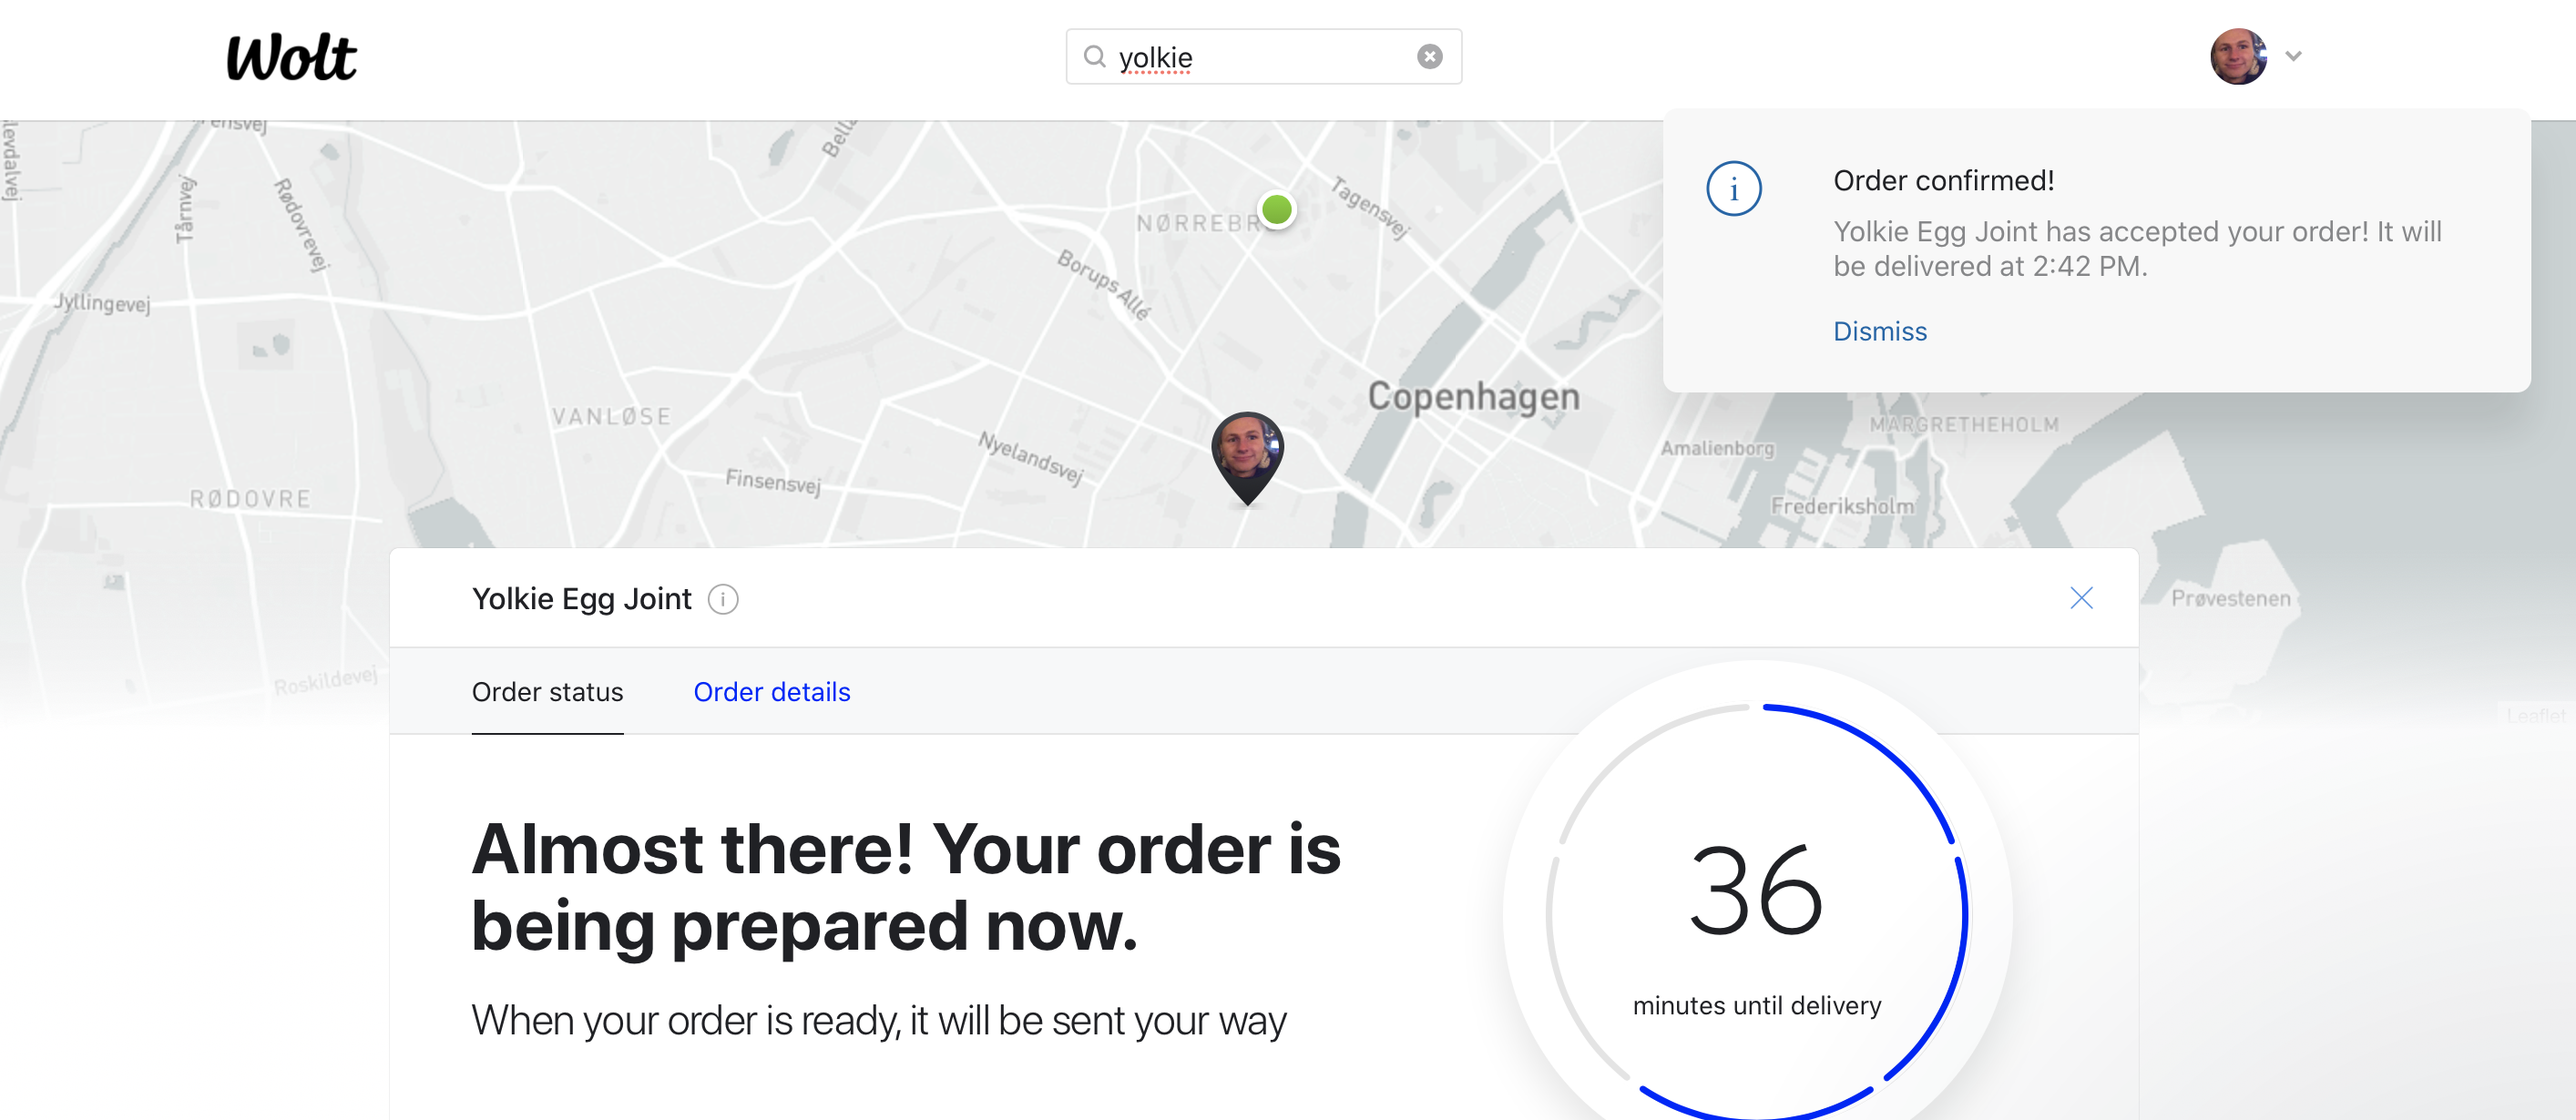 Wolt
yolkie
Order confirmed!
Yolkie Egg Joint has accepted your order! It will
be delivered at 2:42 PM.
Dismiss
Tårnvej
Rødovrevej
NØRREBR
Tagensvej
Borups Allé
Jyllingevej
Copenhagen
VANLØSE
MARGRETHEHOLM
Nyelandsvej
Amalienborg
Finsensvej
RØDOVRE
Frederiksholm
Prøvestenen
Roskildevej
Leaflet
Yolkie Egg Joint
Order status
Order details
Almost there! Your order is
being prepared now.
When your order is ready, it will be sent your way
36
minutes until delivery